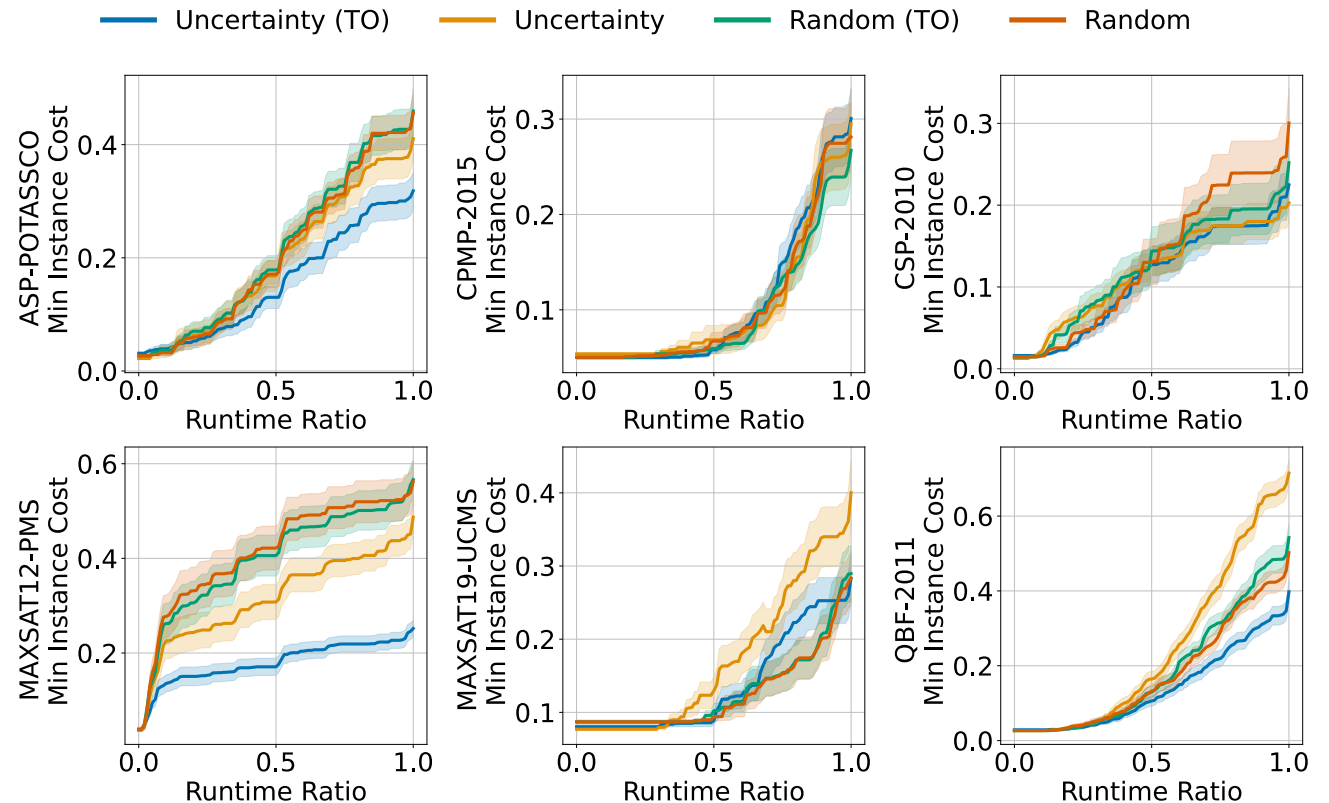 Uncertainty (TO) Uncertainty Random (TO) Random
ASP-POTASSCO
Min Instance Cost
0.4
0.2
0.0
0.0 0.5 1.0
Runtime Ratio
CPMP-2015
Min Instance Cost
0.3
0.2
0.1
0.0 0.5 1.0
Runtime Ratio
CSP-2010
Min Instance Cost
0.3
0.2
0.1
0.0
0.0 0.5 1.0
Runtime Ratio
MAXSAT12-PMS
Min Instance Cost
0.6
0.4
0.2
0.0 0.5 1.0
Runtime Ratio
MAXSAT19-UCMS
Min Instance Cost
0.4
0.3
0.2
0.1
0.0 0.5 1.0
Runtime Ratio
QBF-2011
Min Instance Cost
0.6
0.4
0.2
0.0
0.0 0.5 1.0
Runtime Ratio